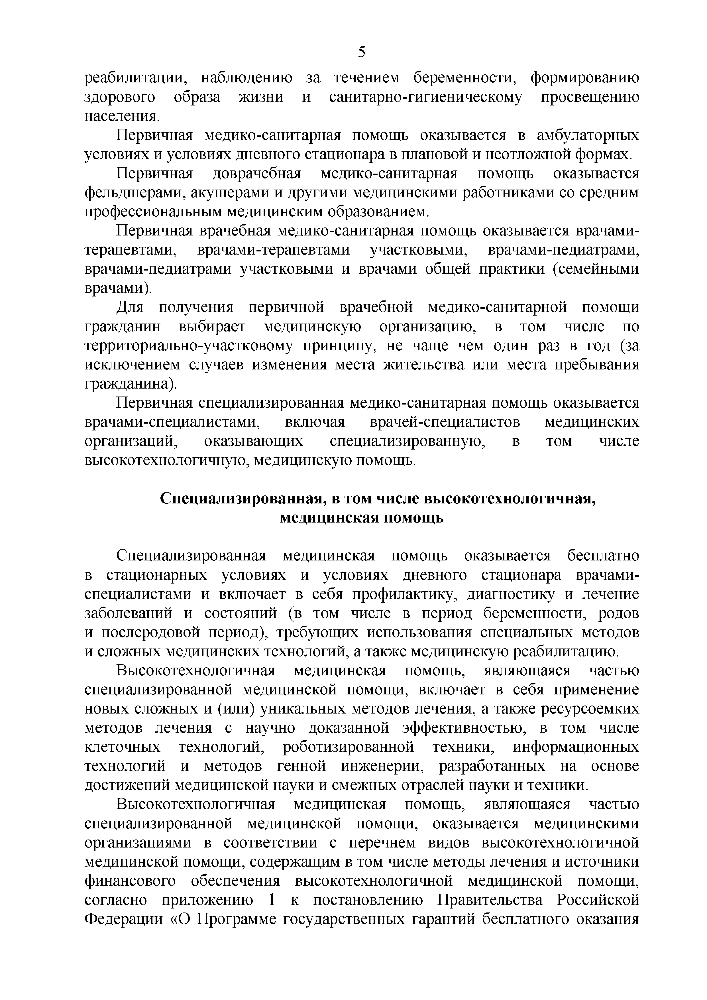 5
реабилитации, наблюдению за течением беременности, формированию
здорового образа жизни и санитарно-гигиеническому просвещению
населения.
Первичная медико-санитарная помощь оказывается в амбулаторных
условиях и условиях дневного стационара в плановой и неотложной формах.
Первичная доврачебная медико-санитарная помощь оказывается
фельдшерами, акушерами и другими медицинскими работниками со средним
профессиональным медицинским образованием.
Первичная врачебная медико-санитарная помощь оказывается врачами-
терапевтами, врачами-терапевтами участковыми, врачами-педиатрами,
врачами-педиатрами участковыми и врачами общей практики (семейными
врачами).
Для получения первичной врачебной медико-санитарной помощи
гражданин выбирает медицинскую организацию, в том числе по
территориально-участковому принципу, не чаще чем один раз в год (за
исключением случаев изменения места жительства или места пребывания
гражданина).
Первичная специализированная медико-санитарная помощь оказывается
врачами-специалистами, включая врачей-специалистов медицинских
организаций, оказывающих специализированную, в том числе
высокотехнологичную, медицинскую помощь.
Специализированная, в том числе высокотехнологичная,
медицинская помощь
Специализированная медицинская помощь оказывается бесплатно
в стационарных условиях и условиях дневного стационара врачами-
специалистами и включает в себя профилактику, диагностику и лечение
заболеваний и состояний (в том числе в период беременности, родов
и послеродовой период), требующих использования специальных методов
и сложных медицинских технологий, а также медицинскую реабилитацию.
Высокотехнологичная медицинская помощь, являющаяся частью
специализированной медицинской помощи, включает в себя применение
новых сложных и (или) уникальных методов лечения, а также ресурсоемких
методов лечения с научно доказанной эффективностью, в том числе
клеточных технологий, роботизированной техники, информационных
технологий и методов генной инженерии, разработанных на основе
достижений медицинской науки и смежных отраслей науки и техники.
Высокотехнологичная медицинская помощь, являющаяся частью
специализированной медицинской помощи, оказывается медицинскими
организациями в соответствии с перечнем видов высокотехнологичной
медицинской помощи, содержащим в том числе методы лечения и источники
финансового обеспечения высокотехнологичной медицинской помощи,
согласно приложению 1 к постановлению Правительства Российской
Федерации «О Программе государственных гарантий бесплатного оказания